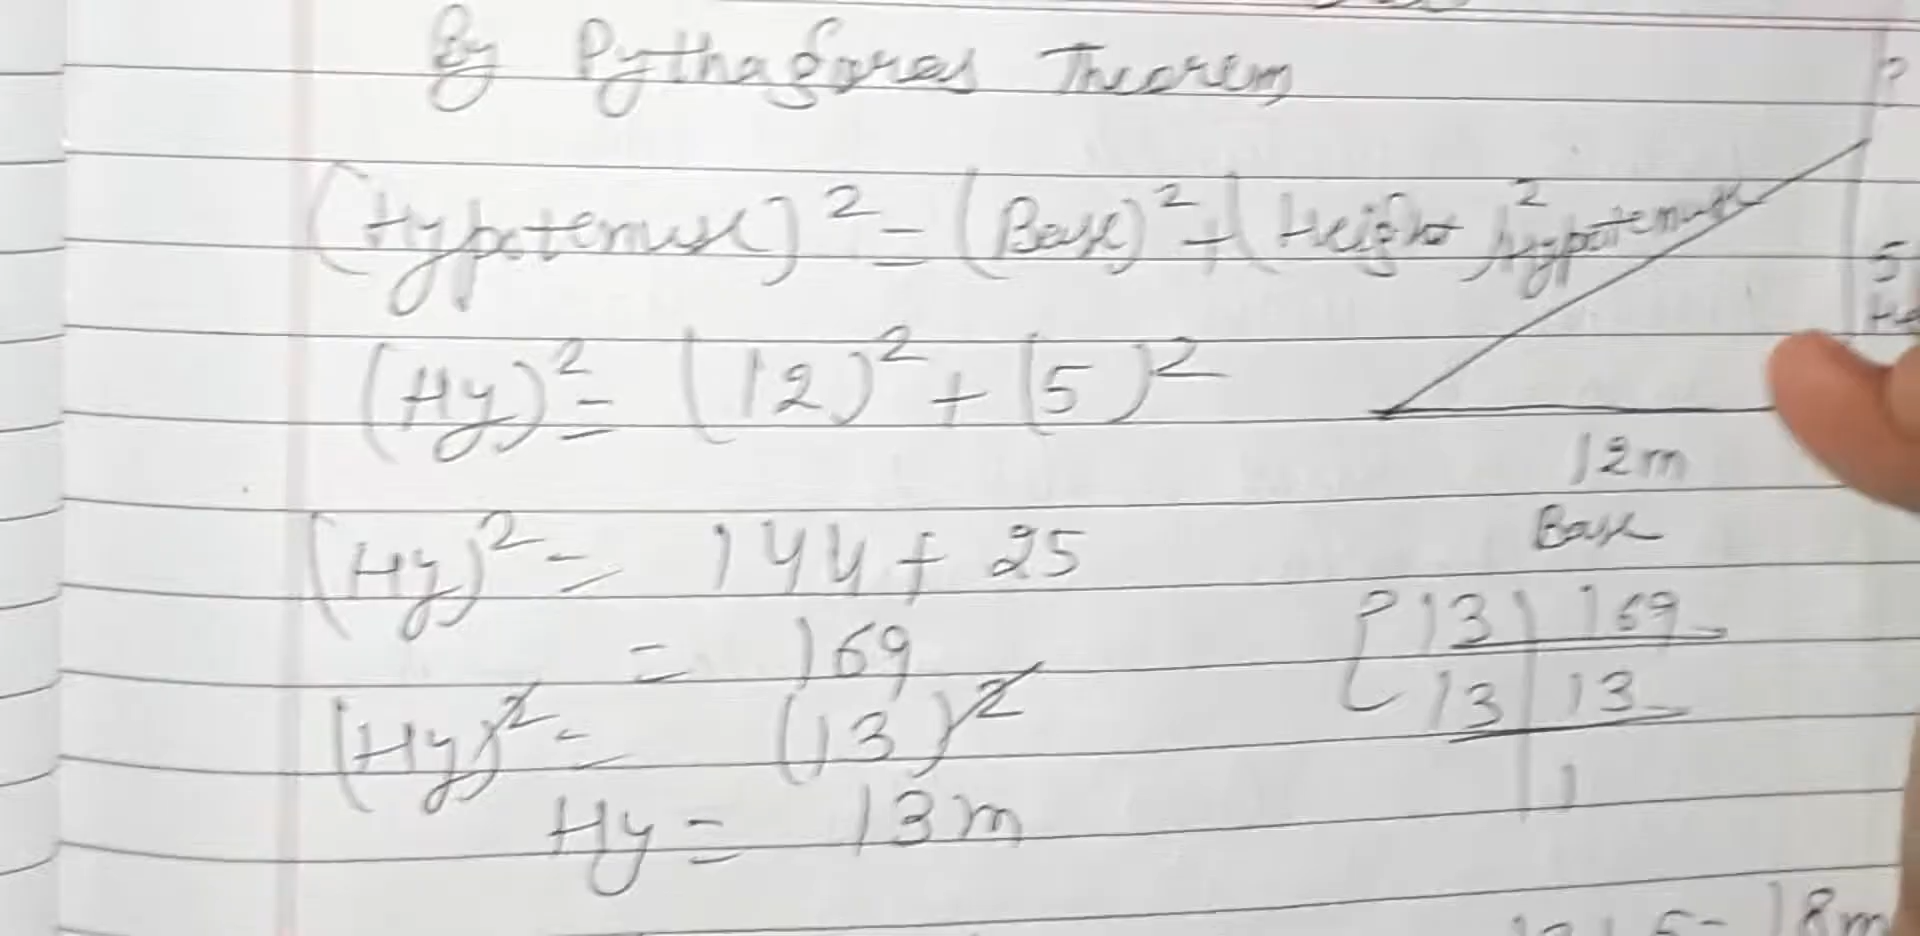 By Pythagores Theorem
(Hypotenuse)² = (Base)² + (Height)²
Hypotenuse
5
(Hy)² = (12)² + (5)²
12m
Base
(Hy)² = 144 + 25
= 169
13 | 169
13 | 13
1
(Hy)² = (13)²
Hy = 13m
18m